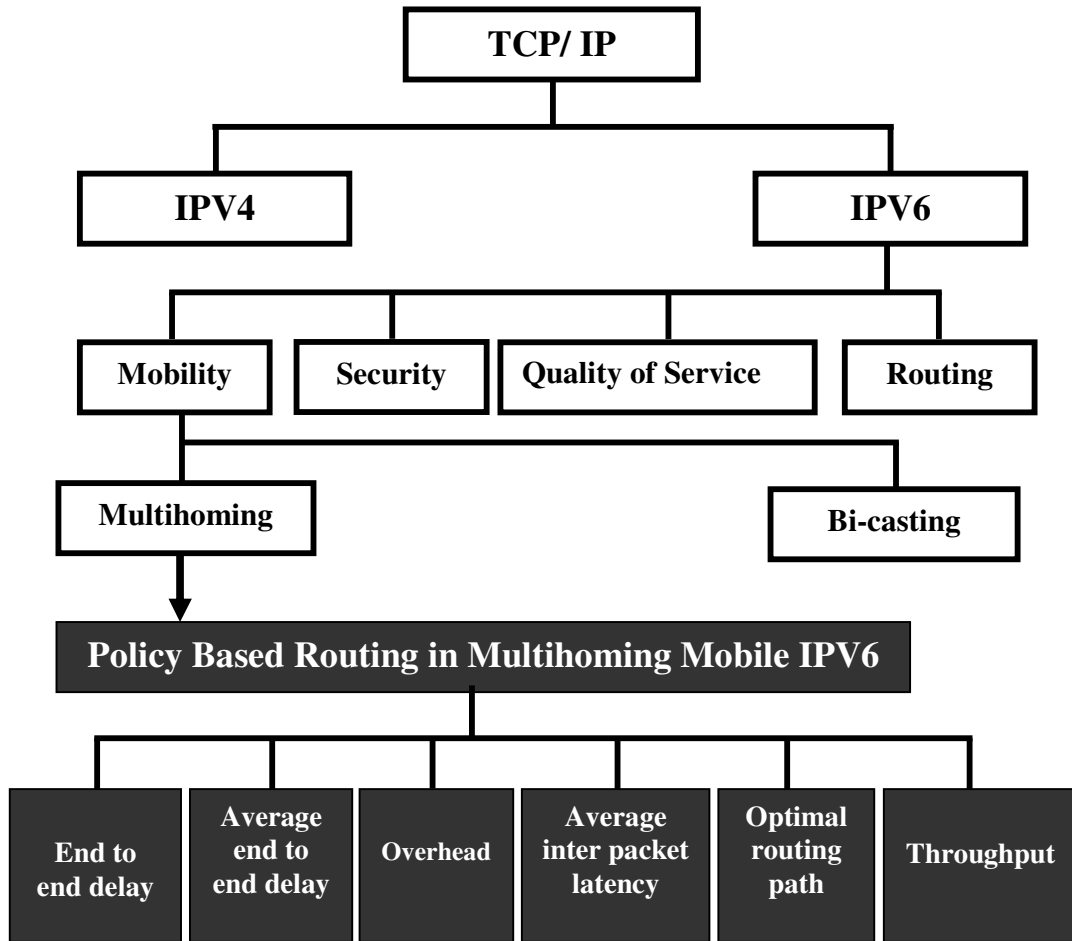 TCP/ IP
IPV4
IPV6
Mobility
Security
Quality of Service
Routing
Multihoming
Bi-casting
Policy Based Routing in Multihoming Mobile IPV6
End to
end delay
Average
end to
end delay
Overhead
Average
inter packet
latency
Optimal
routing
path
Throughput